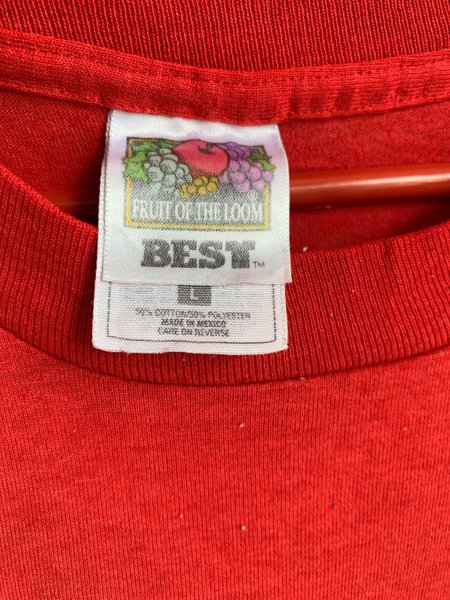 FRUIT OF THE LOOM
BEST™
L
50% COTTON/50% POLYESTER
MADE IN MEXICO
CARE ON REVERSE